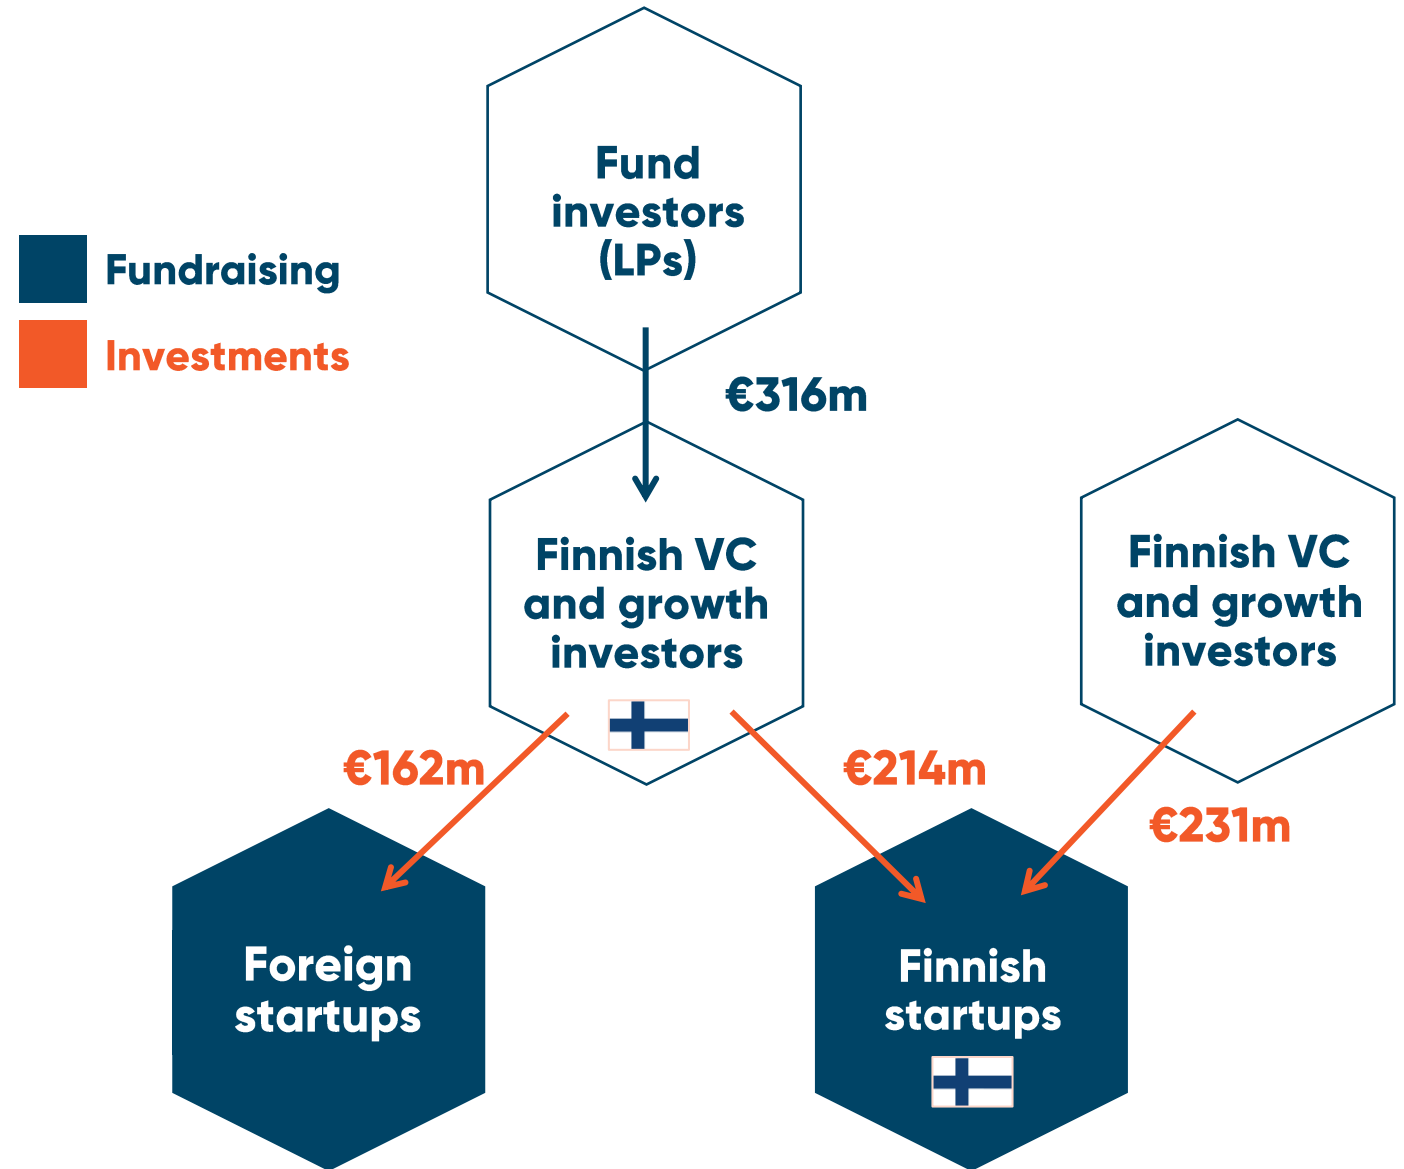 Fund
investors
(LPs)
Fundraising
Investments
€316m
Finnish VC
and growth
investors
Finnish VC
and growth
investors
€162m
€214m
€231m
Foreign
startups
Finnish
startups